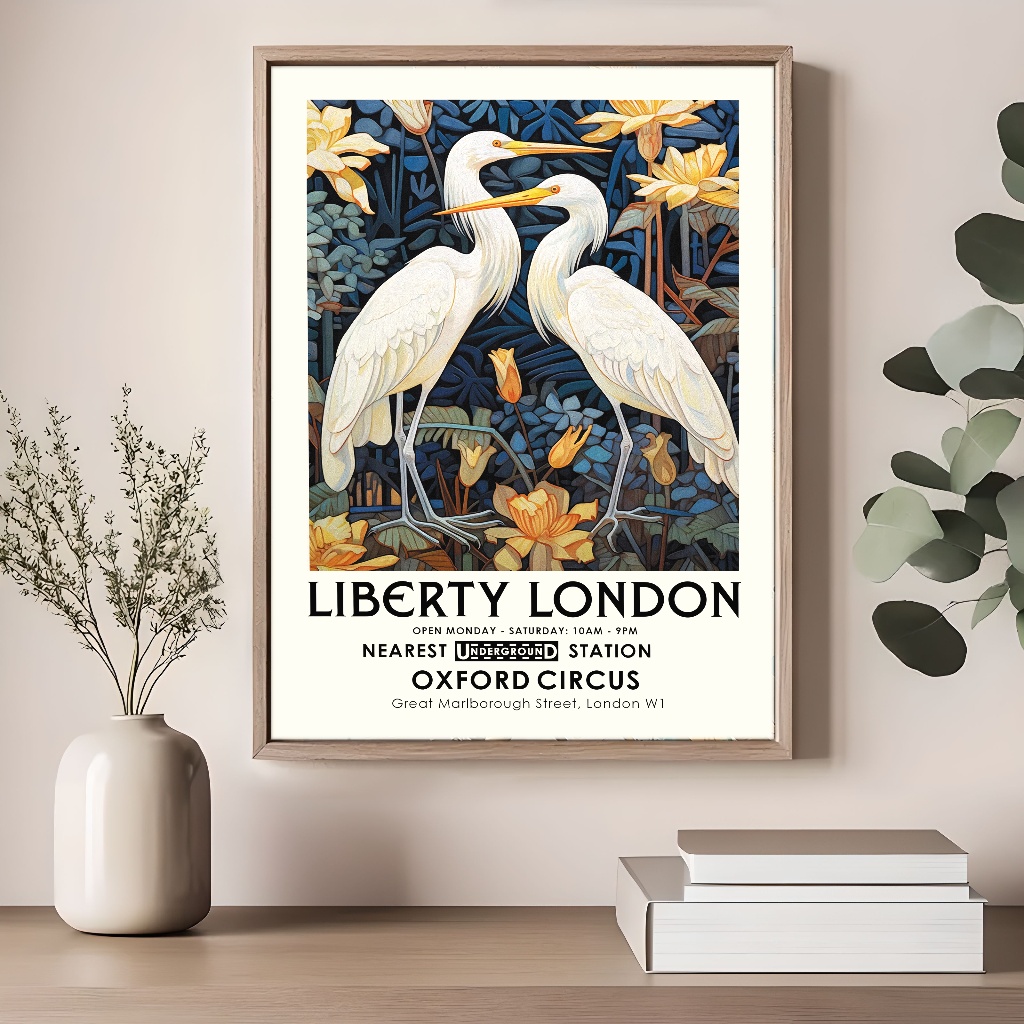 LIBERTY LONDON
OPEN MONDAY - SATURDAY: 10AM - 9PM
NEAREST UNDERGROUND STATION
OXFORD CIRCUS
Great Marlborough Street, London W1